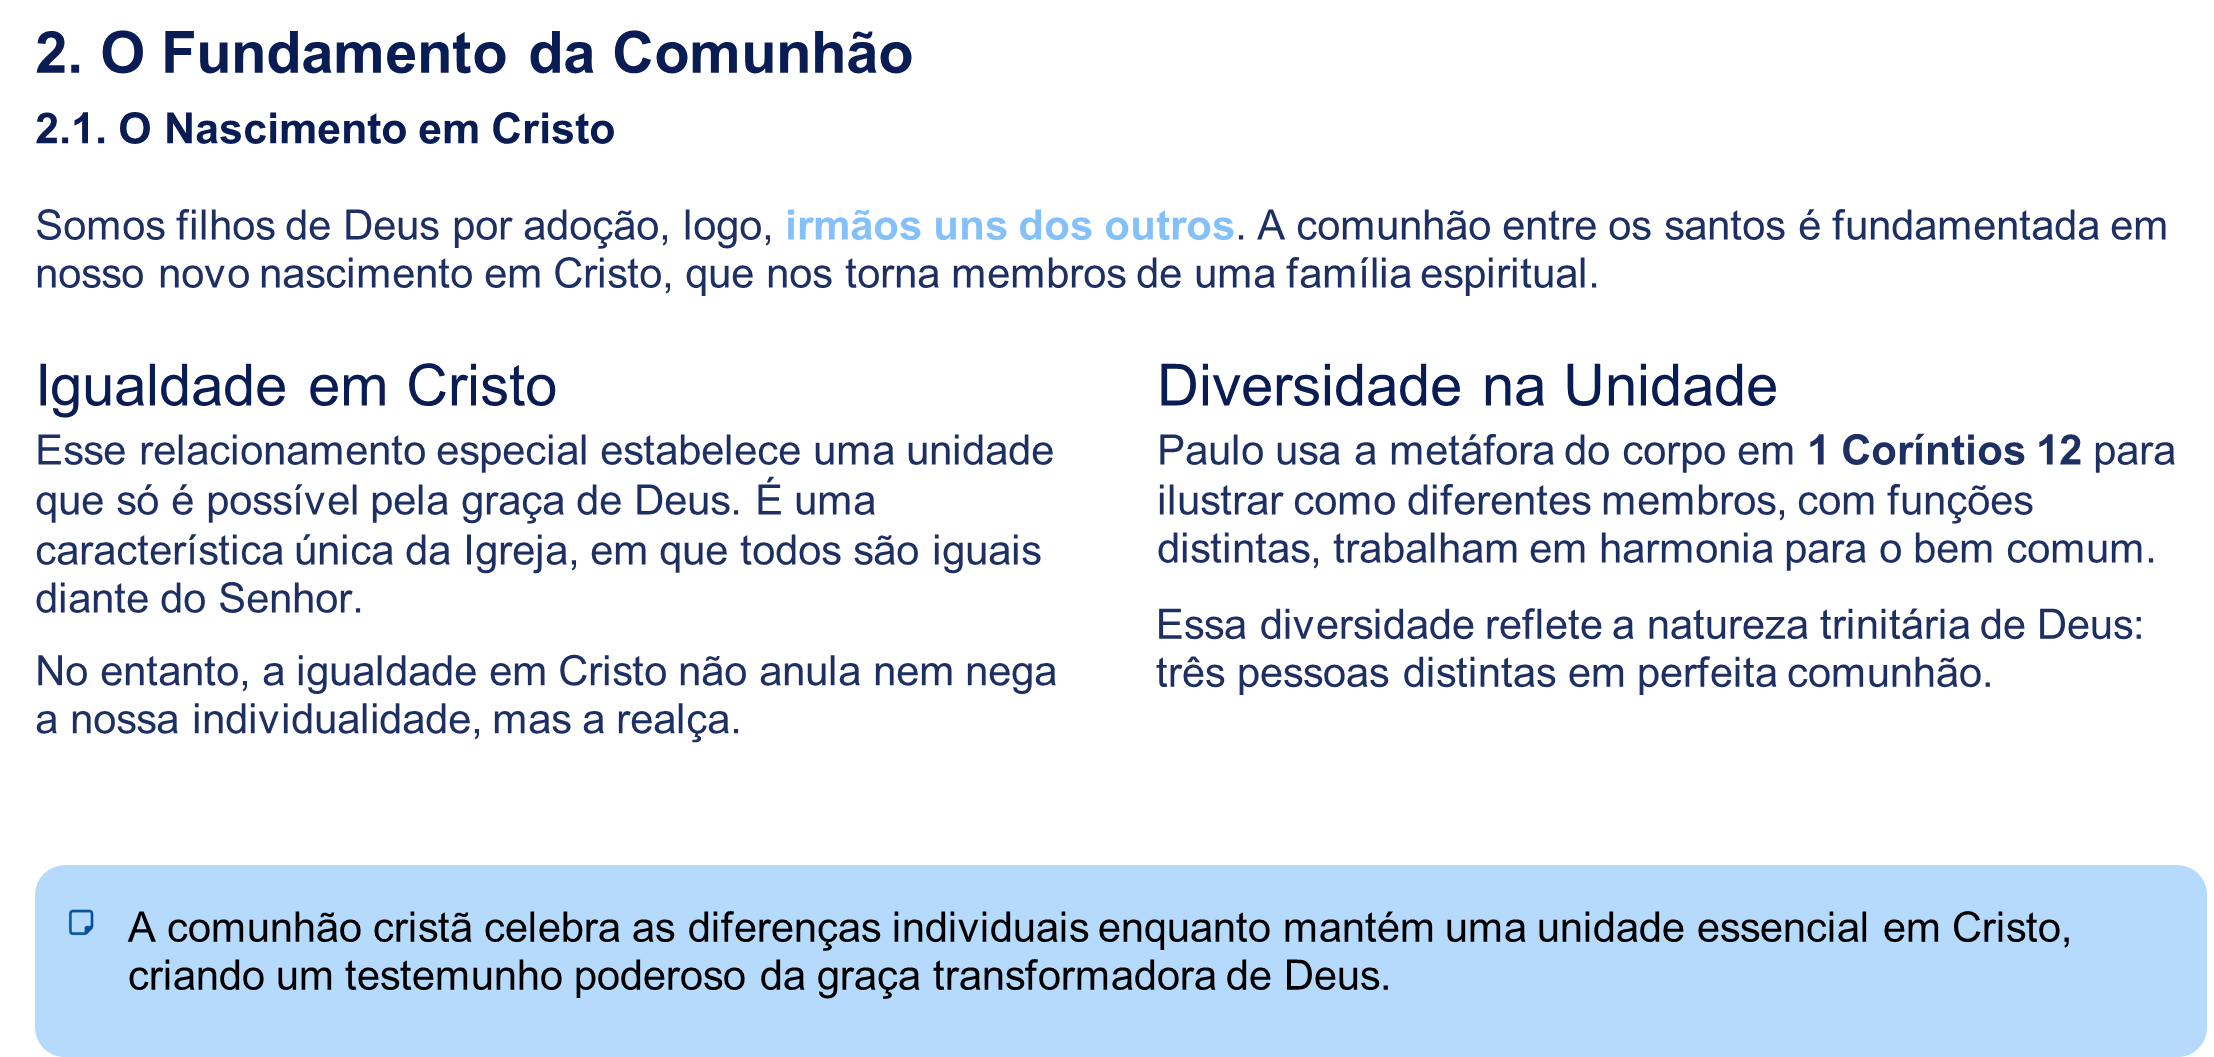 2. O Fundamento da Comunhão
2.1. O Nascimento em Cristo
Somos filhos de Deus por adoção, logo, irmãos uns dos outros. A comunhão entre os santos é fundamentada em
nosso novo nascimento em Cristo, que nos torna membros de uma família espiritual.
Igualdade em Cristo
Esse relacionamento especial estabelece uma unidade
que só é possível pela graça de Deus. É uma
característica única da Igreja, em que todos são iguais
diante do Senhor.
No entanto, a igualdade em Cristo não anula nem nega
a nossa individualidade, mas a realça.
Diversidade na Unidade
Paulo usa a metáfora do corpo em 1 Coríntios 12 para
ilustrar como diferentes membros, com funções
distintas, trabalham em harmonia para o bem comum.
Essa diversidade reflete a natureza trinitária de Deus:
três pessoas distintas em perfeita comunhão.
A comunhão cristã celebra as diferenças individuais enquanto mantém uma unidade essencial em Cristo,
criando um testemunho poderoso da graça transformadora de Deus.